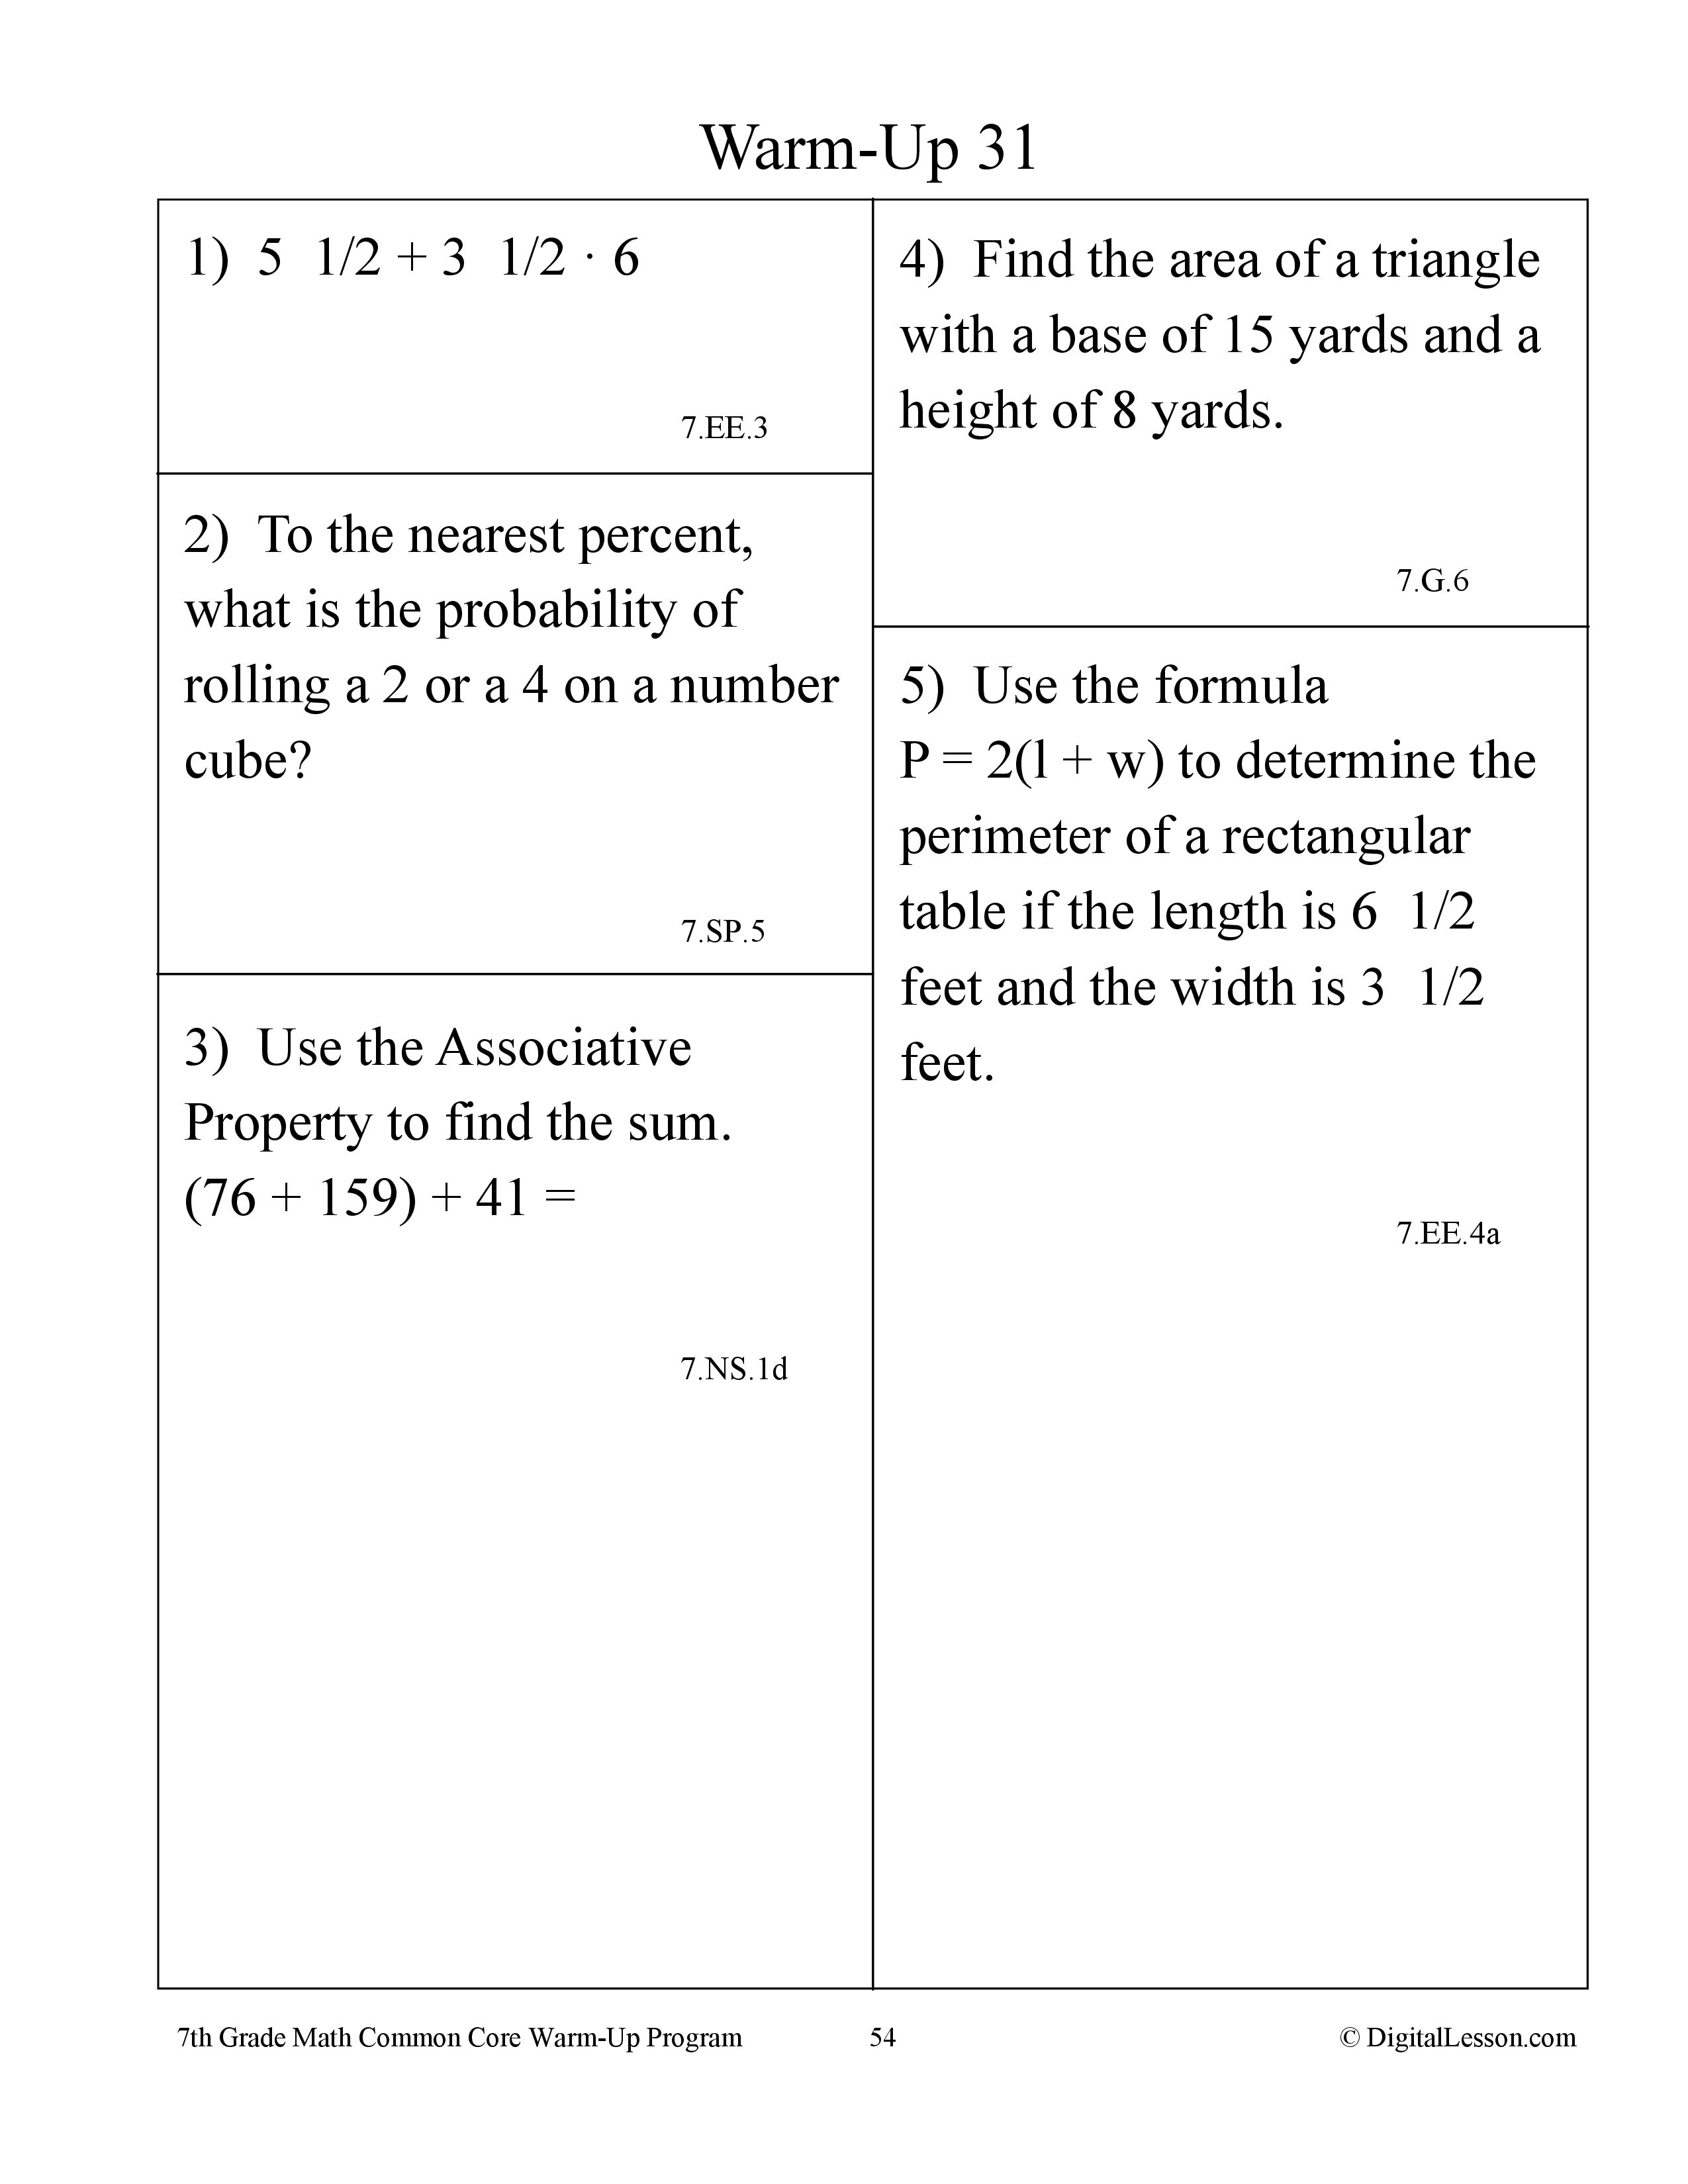 Warm-Up 31
1)  5  1/2 + 3  1/2 · 6
7.EE.3
2)  To the nearest percent,
what is the probability of
rolling a 2 or a 4 on a number
cube?
7.SP.5
3)  Use the Associative
Property to find the sum.
(76 + 159) + 41 =
7.NS.1d
4)  Find the area of a triangle
with a base of 15 yards and a
height of 8 yards.
7.G.6
5)  Use the formula
P = 2(l + w) to determine the
perimeter of a rectangular
table if the length is 6  1/2
feet and the width is 3  1/2
feet.
7.EE.4a
7th Grade Math Common Core Warm-Up Program
54
© DigitalLesson.com